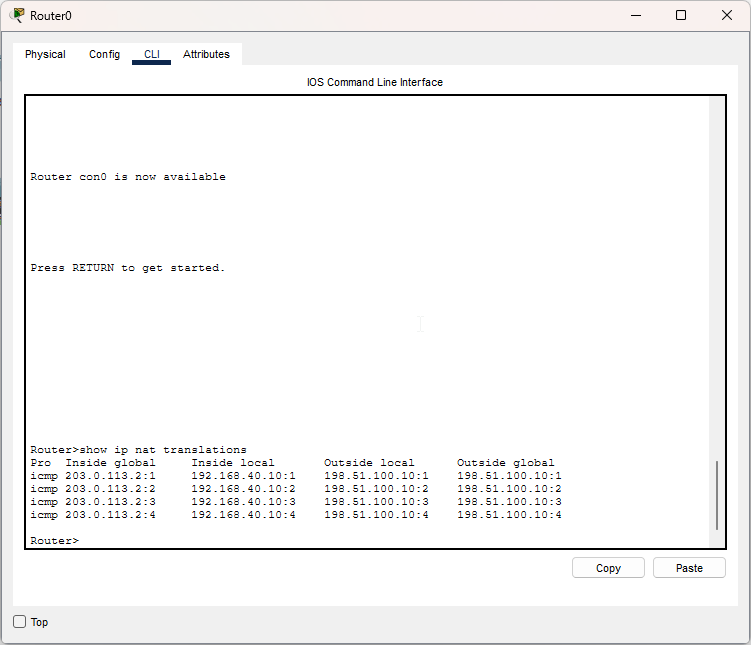 Router0
Physical Config CLI Attributes
IOS Command Line Interface
Router con0 is now available
Press RETURN to get started.
Router>show ip nat translations
Pro  Inside global     Inside local       Outside local      Outside global
icmp 203.0.113.2:1     192.168.40.10:1    198.51.100.10:1    198.51.100.10:1
icmp 203.0.113.2:2     192.168.40.10:2    198.51.100.10:2    198.51.100.10:2
icmp 203.0.113.2:3     192.168.40.10:3    198.51.100.10:3    198.51.100.10:3
icmp 203.0.113.2:4     192.168.40.10:4    198.51.100.10:4    198.51.100.10:4
Router>
Copy Paste
Top